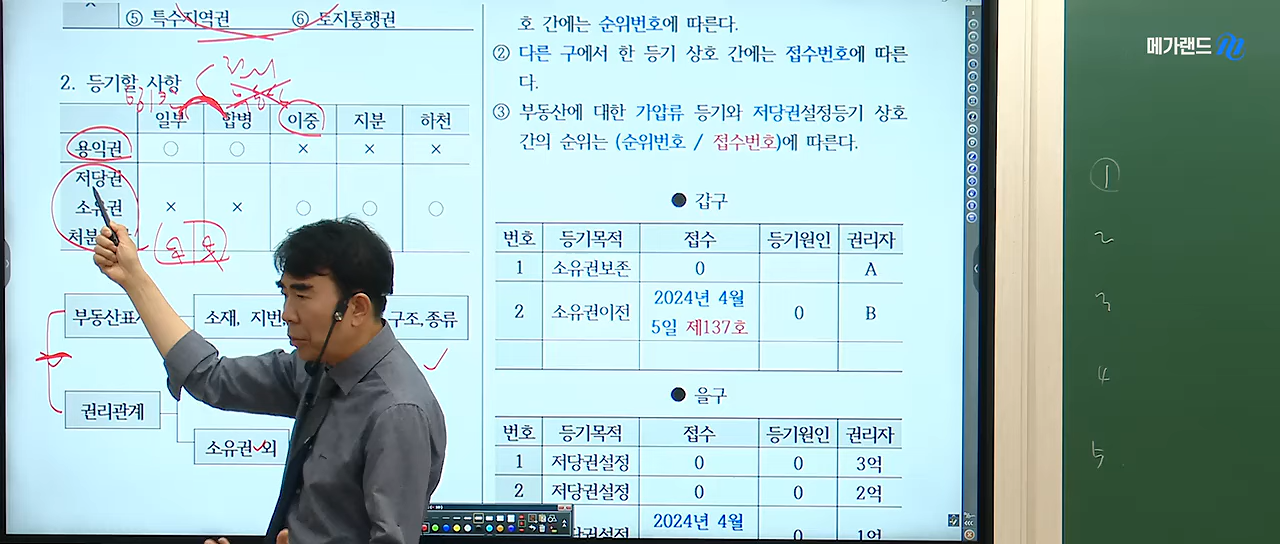 ⑤ 특수지역권 ⑥ 토지통행권
2. 등기할 사항
일부 합병 이중 지분 하천
용익권 ○ ○ × × ×
저당권
소유권 × × ○ ○ ○
처분
부동산표 소재, 지번, 구조,종류
권리관계
소유권 외
호 간에는 순위번호에 따른다.
② 다른 구에서 한 등기 상호 간에는 접수번호에 따른
다.
③ 부동산에 대한 가압류 등기와 저당권설정등기 상호
간의 순위는 (순위번호 / 접수번호)에 따른다.
● 갑구
번호 등기목적 접수 등기원인 권리자
1 소유권보존 0 A
2 소유권이전 2024년 4월 5일 제137호 0 B
● 을구
번호 등기목적 접수 등기원인 권리자
1 저당권설정 0 0 3억
2 저당권설정 0 0 2억
저당권설정 2024년 4월 0 1억
메가랜드
①
2
3
4
5